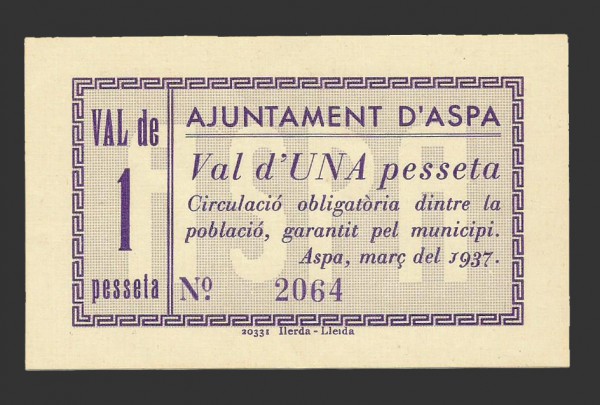 VAL de
1
pesseta
AJUNTAMENT D'ASPA
Val d'UNA pesseta
Circulació obligatòria dintre la
població, garantit pel municipi.
Aspa, març del 1937.
Nº. 2064
ASPA
20331 Ilerda - Lleida